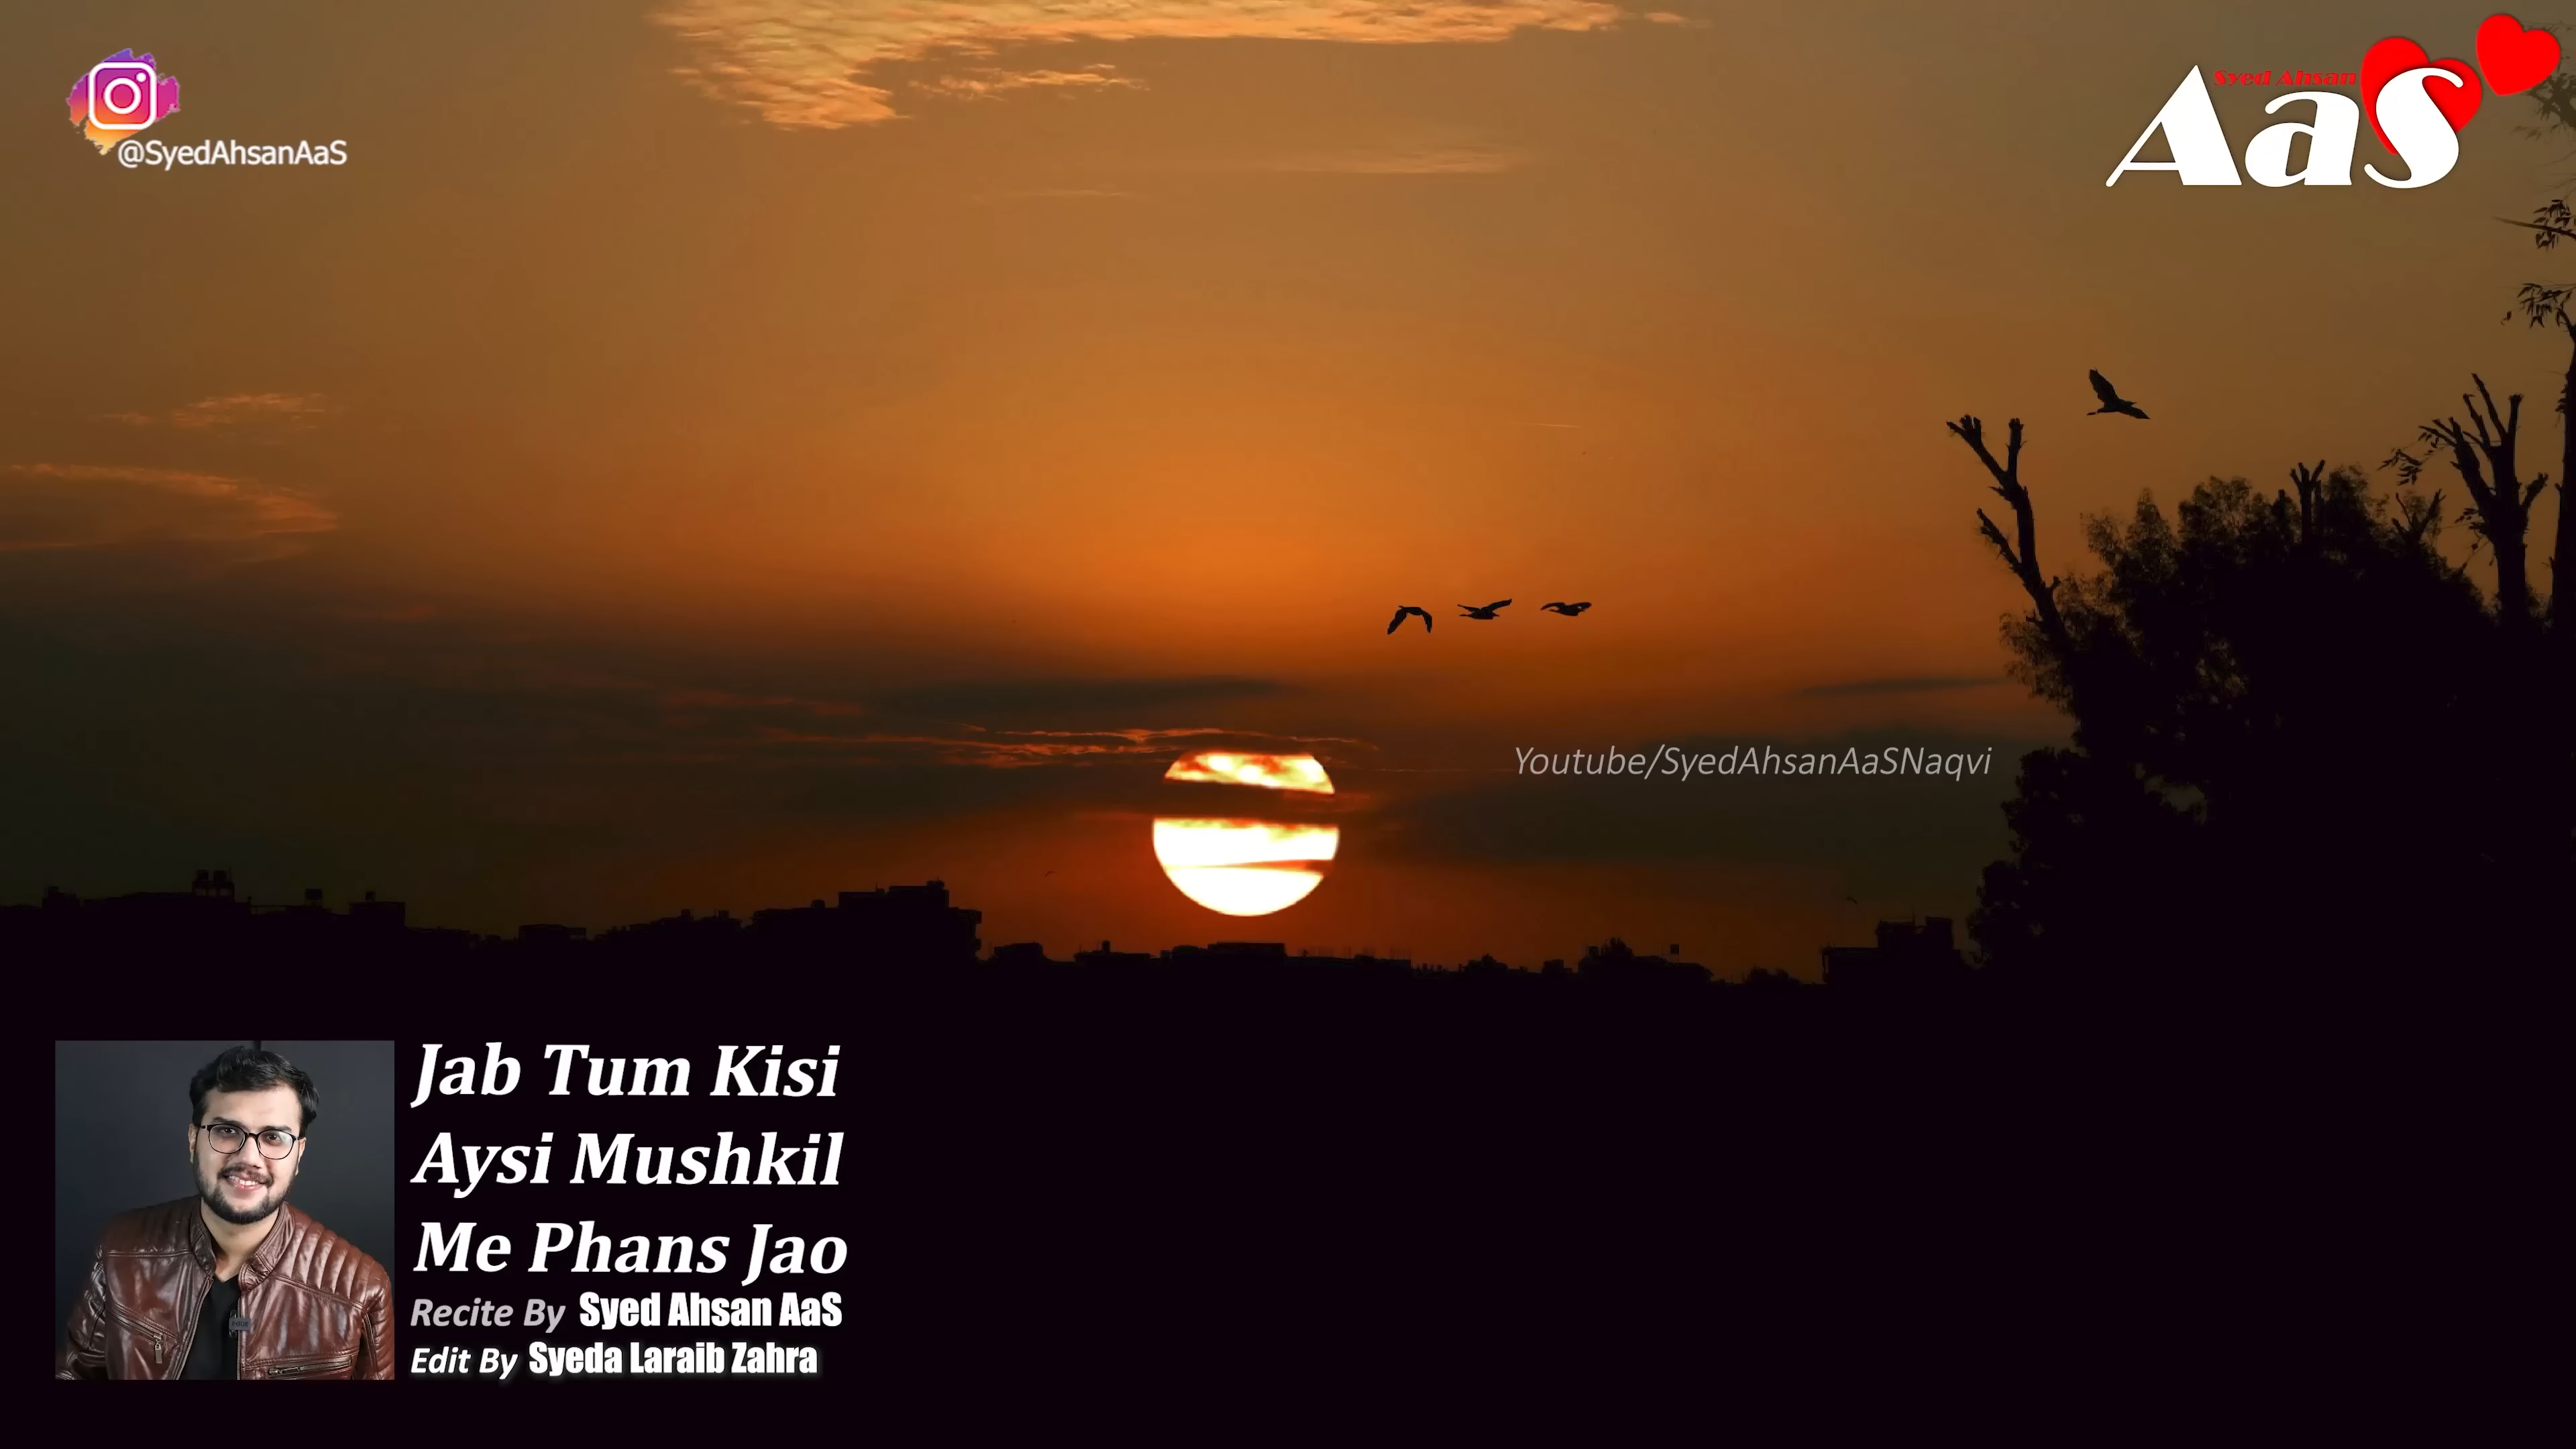 @SyedAhsanAaS
Syed Ahsan
AaS
Youtube/SyedAhsanAaSNaqvi
Jab Tum Kisi
Aysi Mushkil
Me Phans Jao
Recite By Syed Ahsan AaS
Edit By Syeda Laraib Zahra